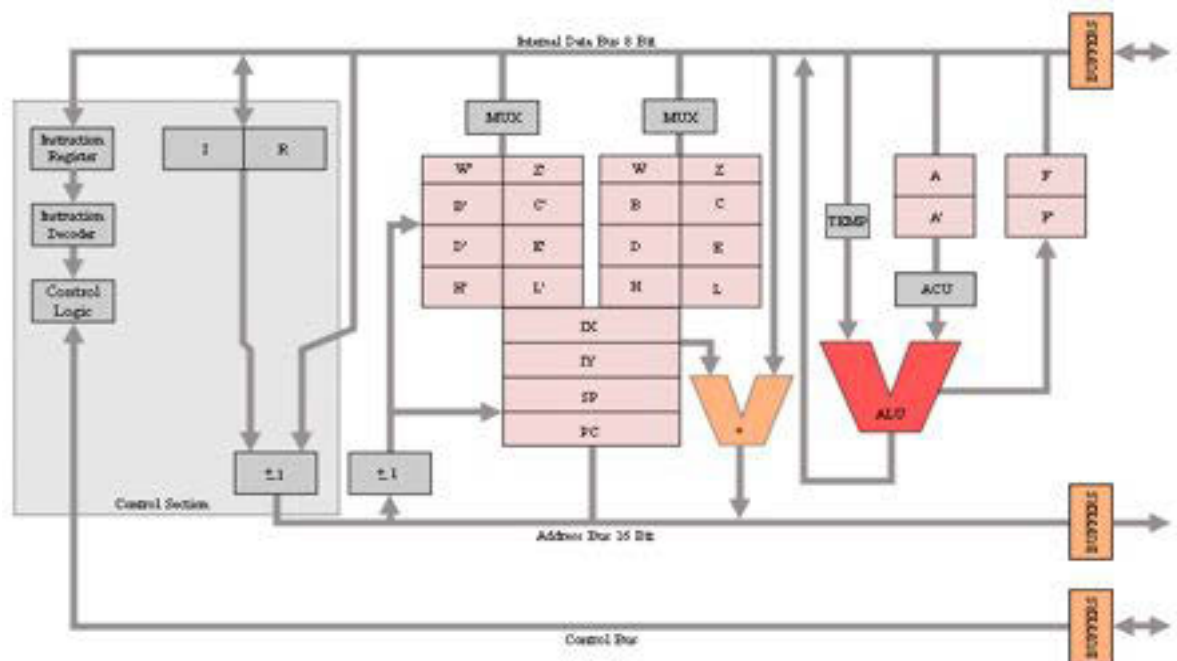 Internal Data Bus 8 Bit
BUFFERS
MUX
MUX
Instruction
Register
I
R
W'
Z'
W
Z
A
F
B'
C'
B
C
A'
F'
Instruction
Decoder
TEMP
D'
E'
D
E
Control
Logic
H'
L'
H
L
ACU
IX
IY
SP
ALU
+
PC
±1
±1
Control Section
BUFFERS
Address Bus 16 Bit
BUFFERS
Control Bus